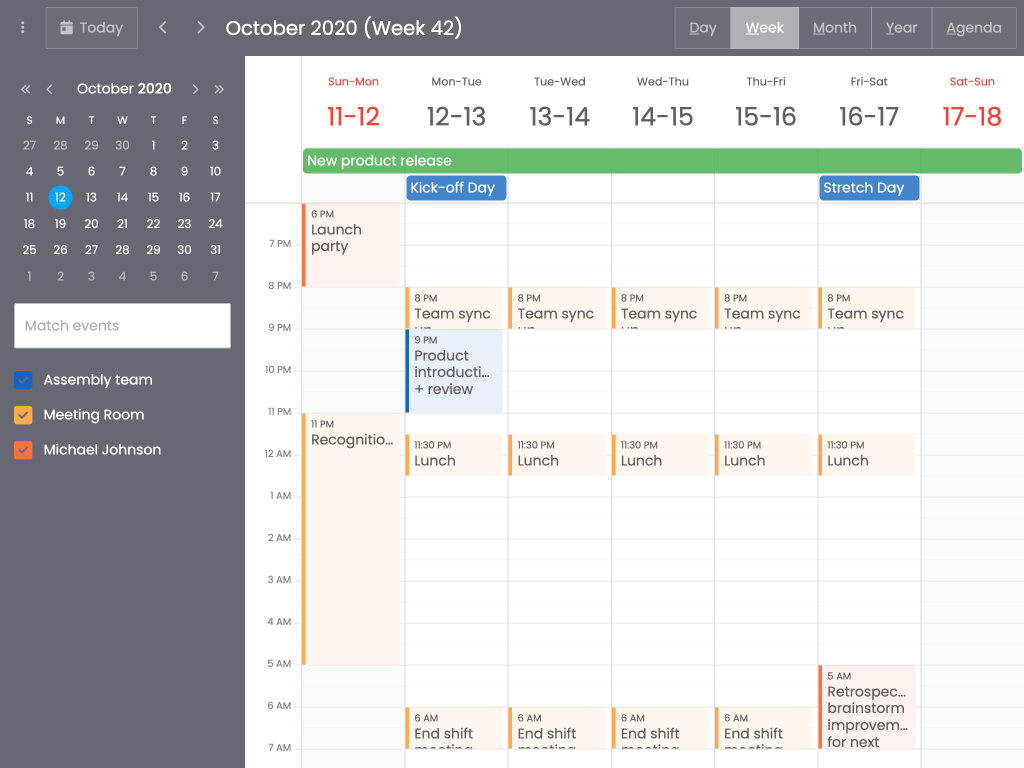 Today
October 2020 (Week 42)
Day Week Month Year Agenda
October 2020
S M T W T F S
27 28 29 30 1 2 3
4 5 6 7 8 9 10
11 12 13 14 15 16 17
18 19 20 21 22 23 24
25 26 27 28 29 30 31
1 2 3 4 5 6 7
Match events
Assembly team
Meeting Room
Michael Johnson
Sun-Mon Mon-Tue Tue-Wed Wed-Thu Thu-Fri Fri-Sat Sat-Sun
11-12 12-13 13-14 14-15 15-16 16-17 17-18
New product release
Kick-off Day Stretch Day
7 PM
8 PM
9 PM
10 PM
11 PM
12 AM
1 AM
2 AM
3 AM
4 AM
5 AM
6 AM
7 AM
6 PM
Launch
party
11 PM
Recognitio…
8 PM
Team sync
up
9 PM
Product
introducti…
+ review
11:30 PM
Lunch
6 AM
End shift
meeting
8 PM
Team sync
up
11:30 PM
Lunch
6 AM
End shift
meeting
8 PM
Team sync
up
11:30 PM
Lunch
6 AM
End shift
meeting
8 PM
Team sync
up
11:30 PM
Lunch
6 AM
End shift
meeting
8 PM
Team sync
up
11:30 PM
Lunch
5 AM
Retrospec…
brainstorm
improvem…
for next